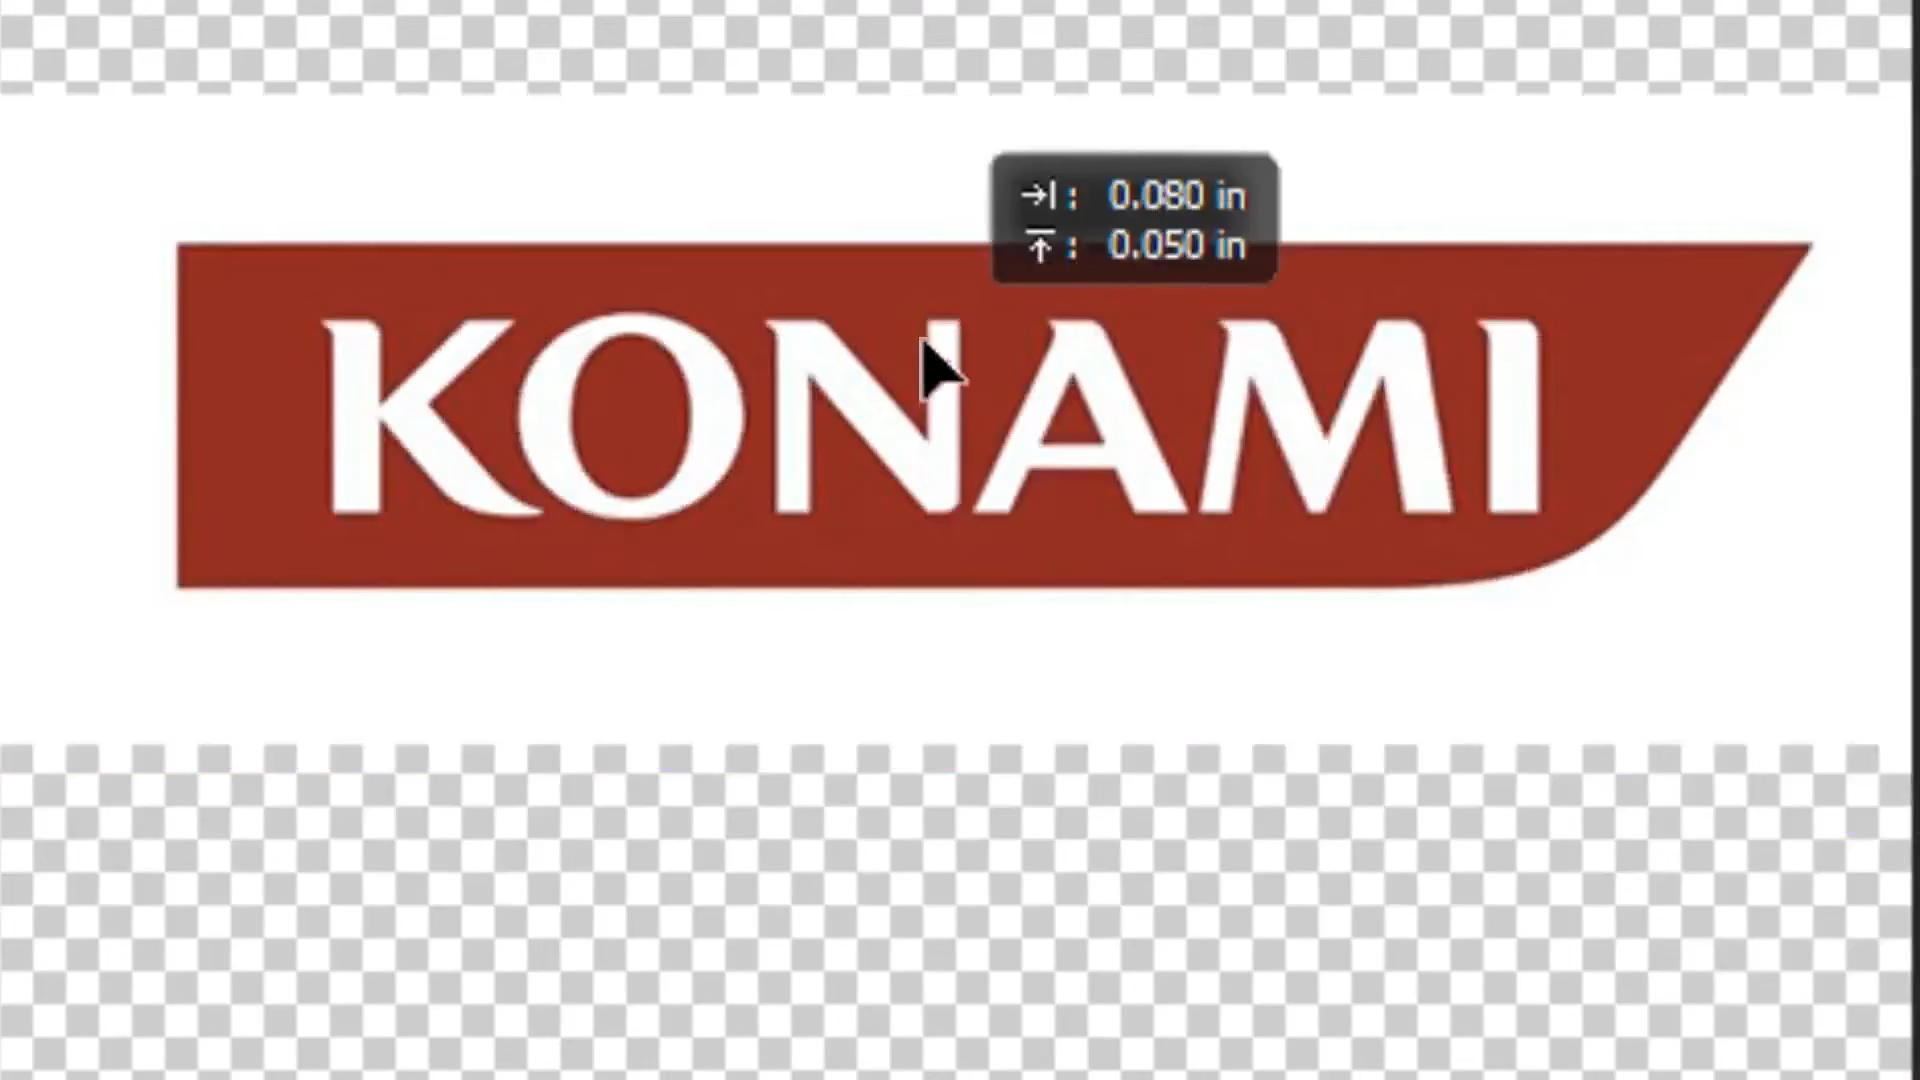 →| : 0.080 in
⤒ : 0.050 in
KONAMI